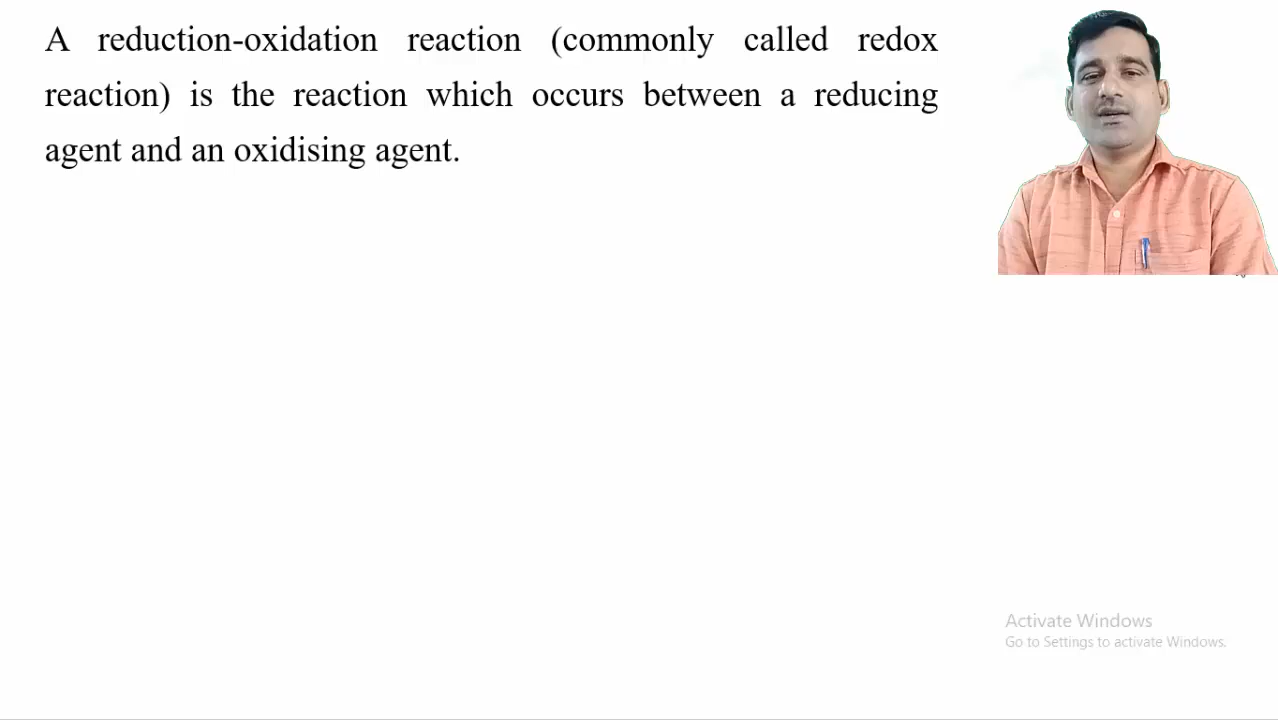 A reduction-oxidation reaction (commonly called redox
reaction) is the reaction which occurs between a reducing
agent and an oxidising agent.
Activate Windows
Go to Settings to activate Windows.